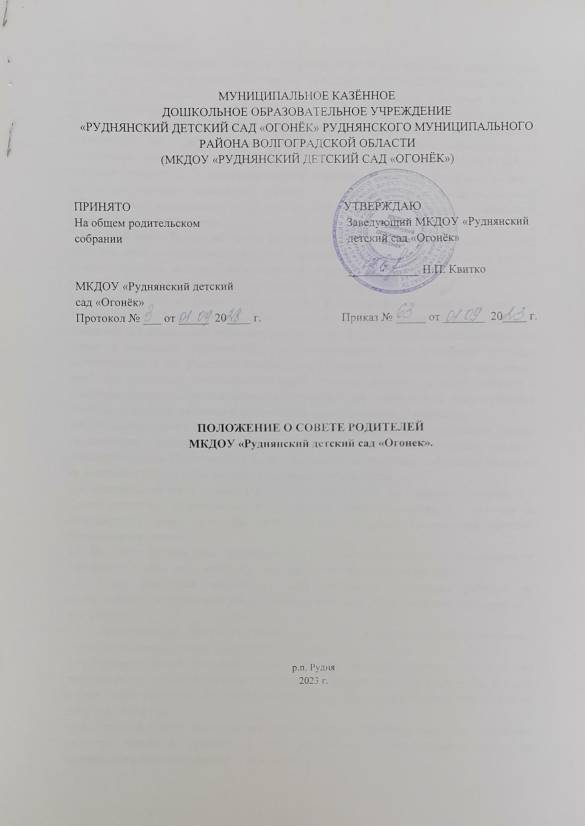 МУНИЦИПАЛЬНОЕ КАЗЁННОЕ
ДОШКОЛЬНОЕ ОБРАЗОВАТЕЛЬНОЕ УЧРЕЖДЕНИЕ
«РУДНЯНСКИЙ ДЕТСКИЙ САД «ОГОНЁК» РУДНЯНСКОГО МУНИЦИПАЛЬНОГО
РАЙОНА ВОЛГОГРАДСКОЙ ОБЛАСТИ
(МКДОУ «РУДНЯНСКИЙ ДЕТСКИЙ САД «ОГОНЁК»)
ПРИНЯТО
На общем родительском
собрании
МКДОУ «Руднянский детский
сад «Огонёк»
Протокол № 3 от 01.09 2023 г.
УТВЕРЖДАЮ
Заведующий МКДОУ «Руднянский
детский сад «Огонёк»
Н.П. Квитко
Приказ № 63 от 01.09 2023 г.
ПОЛОЖЕНИЕ О СОВЕТЕ РОДИТЕЛЕЙ
МКДОУ «Руднянский детский сад «Огонек».
р.п. Рудня
2023 г.